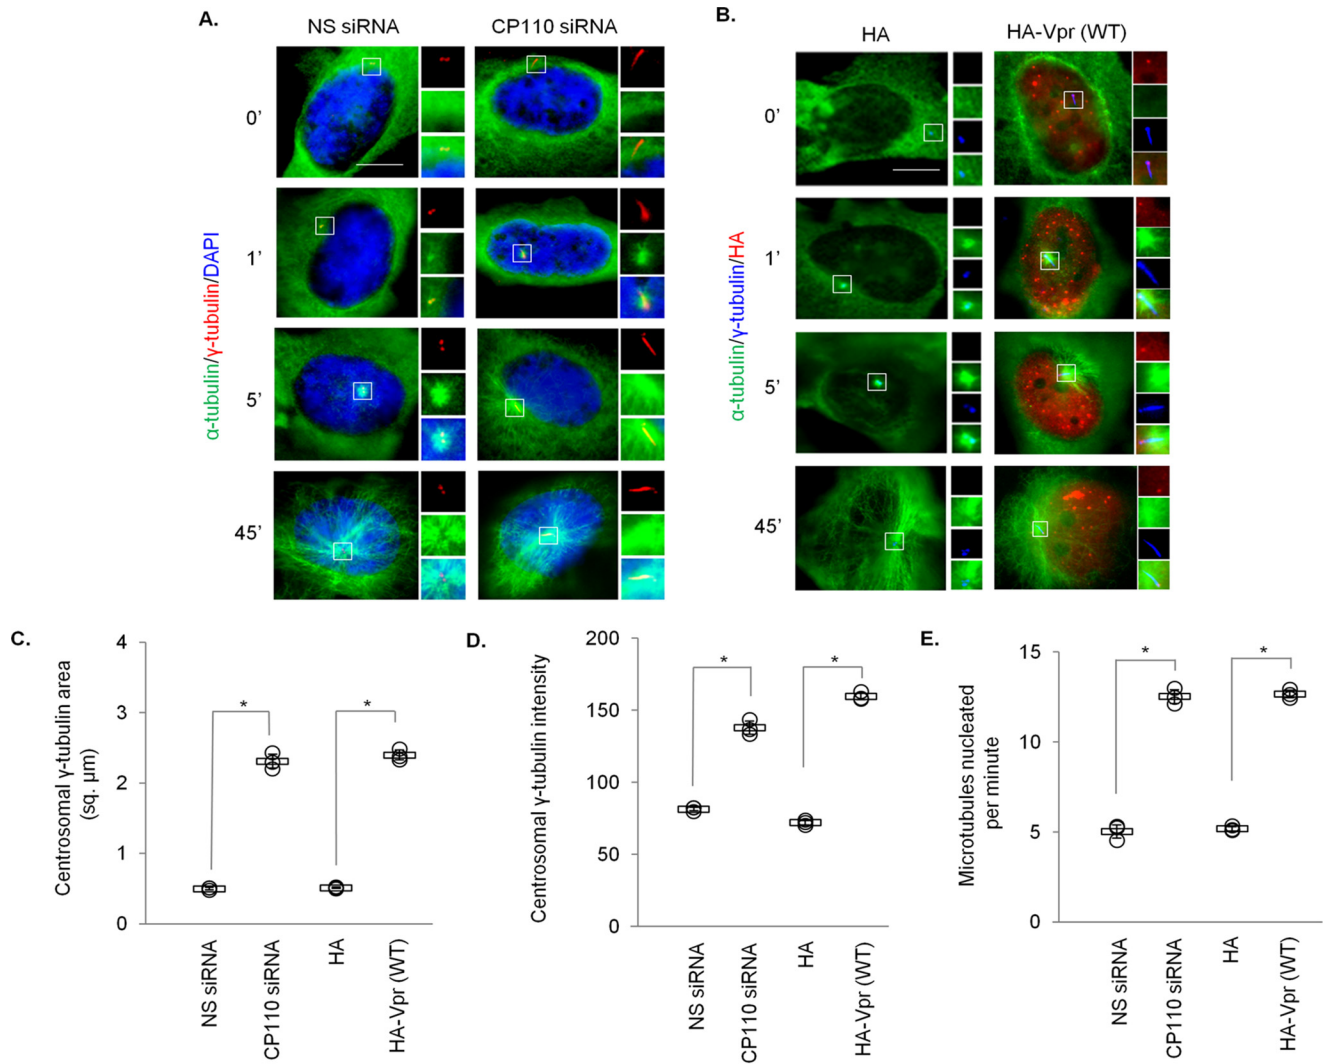 A.
NS siRNA
CP110 siRNA
0’
1’
5’
45’
α-tubulin/γ-tubulin/DAPI
B.
HA
HA-Vpr (WT)
0’
1’
5’
45’
α-tubulin/γ-tubulin/HA
C.
Centrosomal γ-tubulin area
(sq. µm)
4
3
2
1
0
*
*
NS siRNA
CP110 siRNA
HA
HA-Vpr (WT)
D.
Centrosomal γ-tubulin intensity
200
150
100
50
0
*
*
NS siRNA
CP110 siRNA
HA
HA-Vpr (WT)
E.
Microtubules nucleated
per minute
15
10
5
0
*
*
NS siRNA
CP110 siRNA
HA
HA-Vpr (WT)